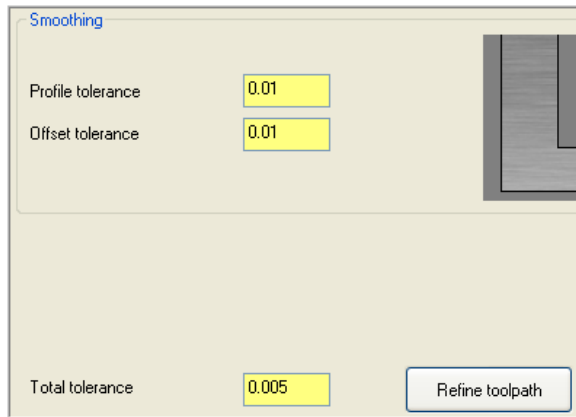 Smoothing
Profile tolerance 0.01
Offset tolerance 0.01
Total tolerance 0.005 Refine toolpath